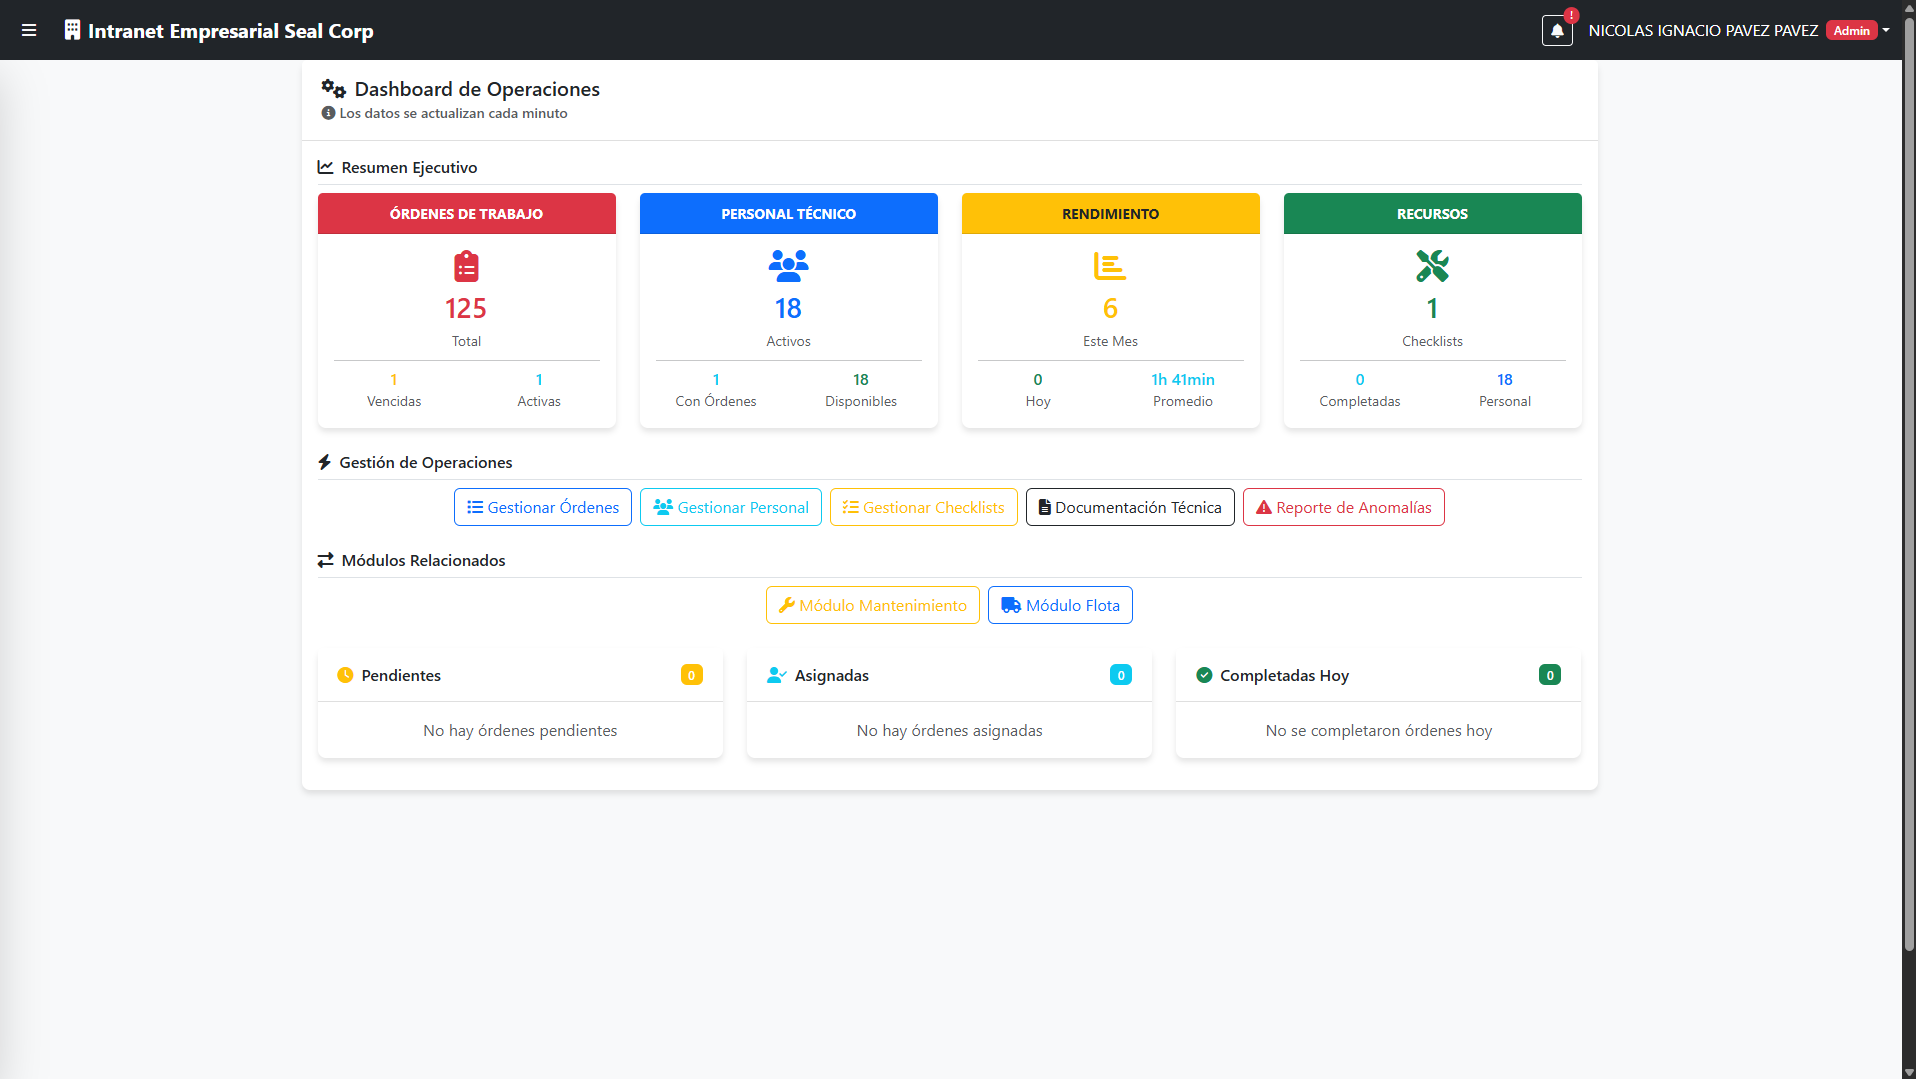 Intranet Empresarial Seal Corp
!
NICOLAS IGNACIO PAVEZ PAVEZ Admin
Dashboard de Operaciones
Los datos se actualizan cada minuto
Resumen Ejecutivo
ÓRDENES DE TRABAJO
125
Total
1
Vencidas
1
Activas
PERSONAL TÉCNICO
18
Activos
1
Con Órdenes
18
Disponibles
RENDIMIENTO
6
Este Mes
0
Hoy
1h 41min
Promedio
RECURSOS
1
Checklists
0
Completadas
18
Personal
Gestión de Operaciones
Gestionar Órdenes
Gestionar Personal
Gestionar Checklists
Documentación Técnica
Reporte de Anomalías
Módulos Relacionados
Módulo Mantenimiento
Módulo Flota
Pendientes 0
No hay órdenes pendientes
Asignadas 0
No hay órdenes asignadas
Completadas Hoy 0
No se completaron órdenes hoy